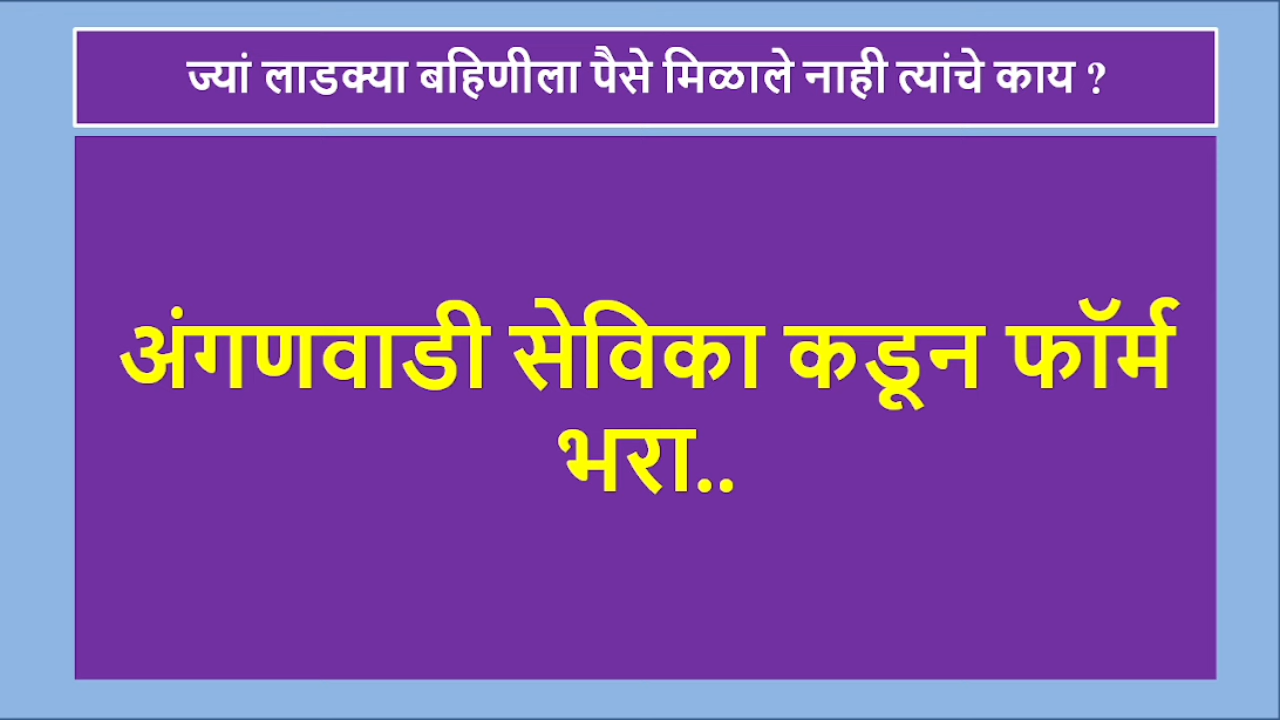 ज्यां लाडक्या बहिणीला पैसे मिळाले नाही त्यांचे काय ?
अंगणवाडी सेविका कडून फॉर्म
भरा..